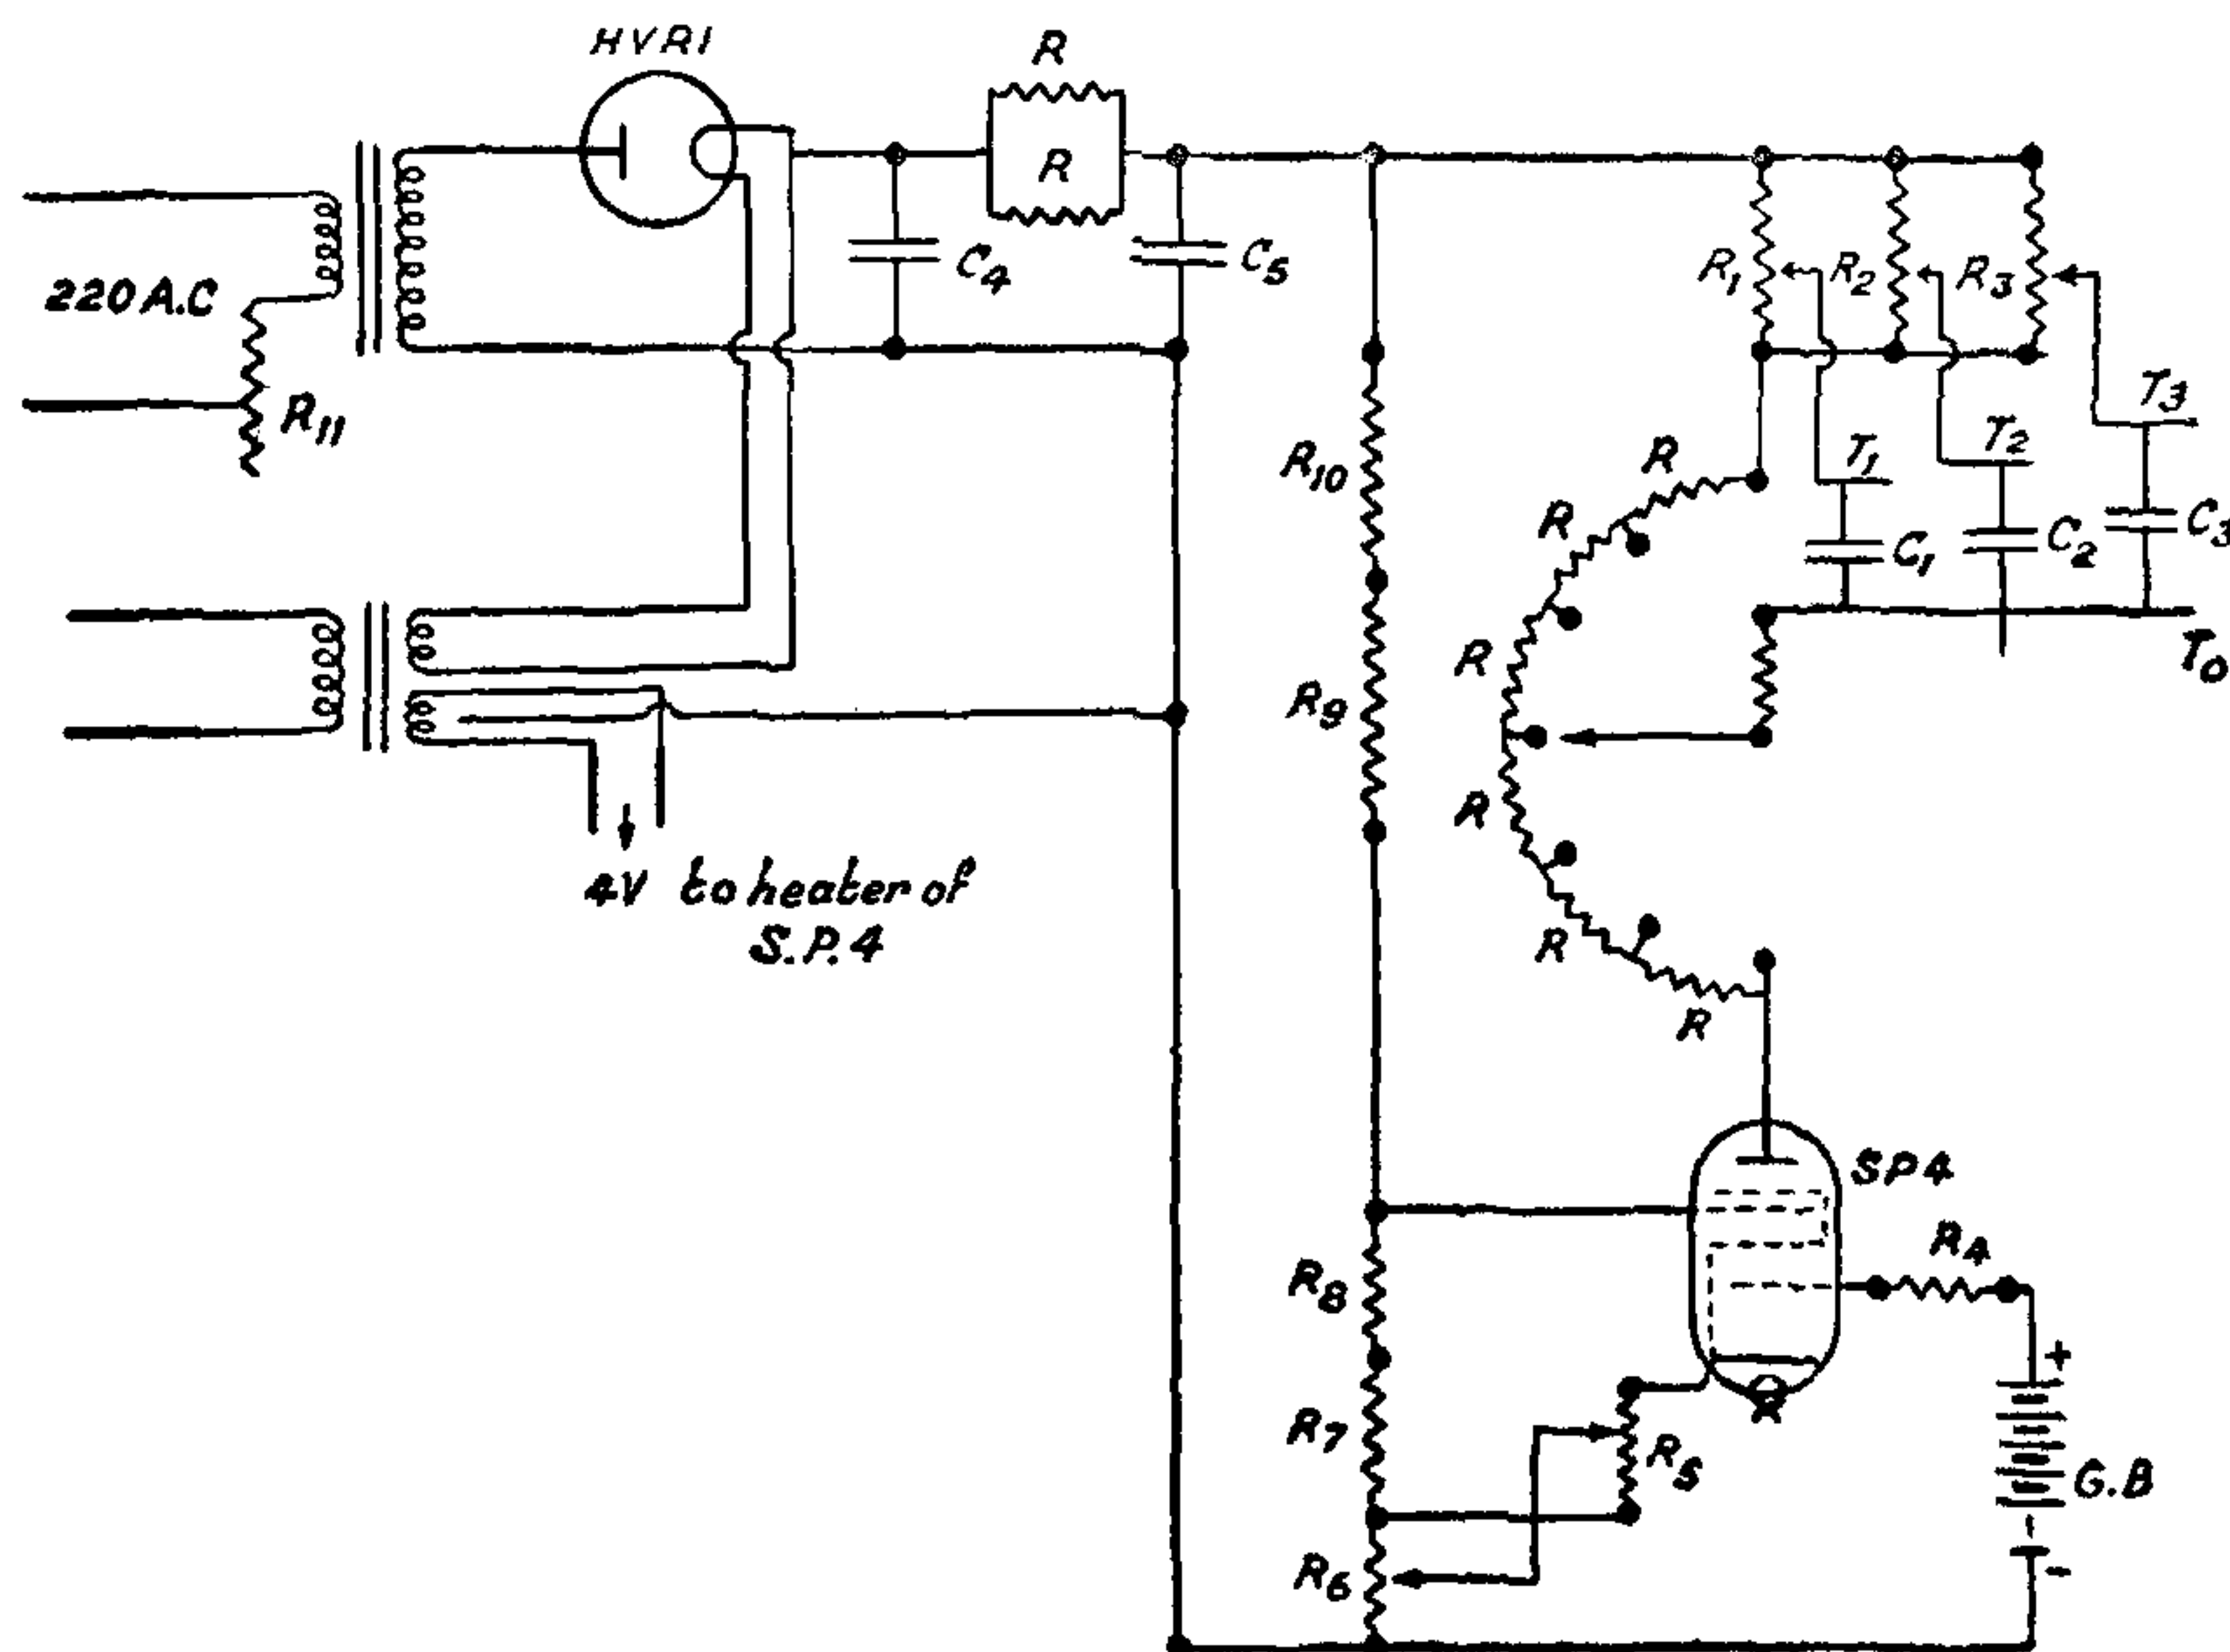 HVR1
R
R
220 A.C
R11
C4
C5
R1
R2
R3
T1
T2
T3
C1
C2
C3
T0
R10
R9
R
R
R
R
R
R
4V to heater of
S.P.4
SP4
R8
R4
R7
R5
R6
+
G.B
-